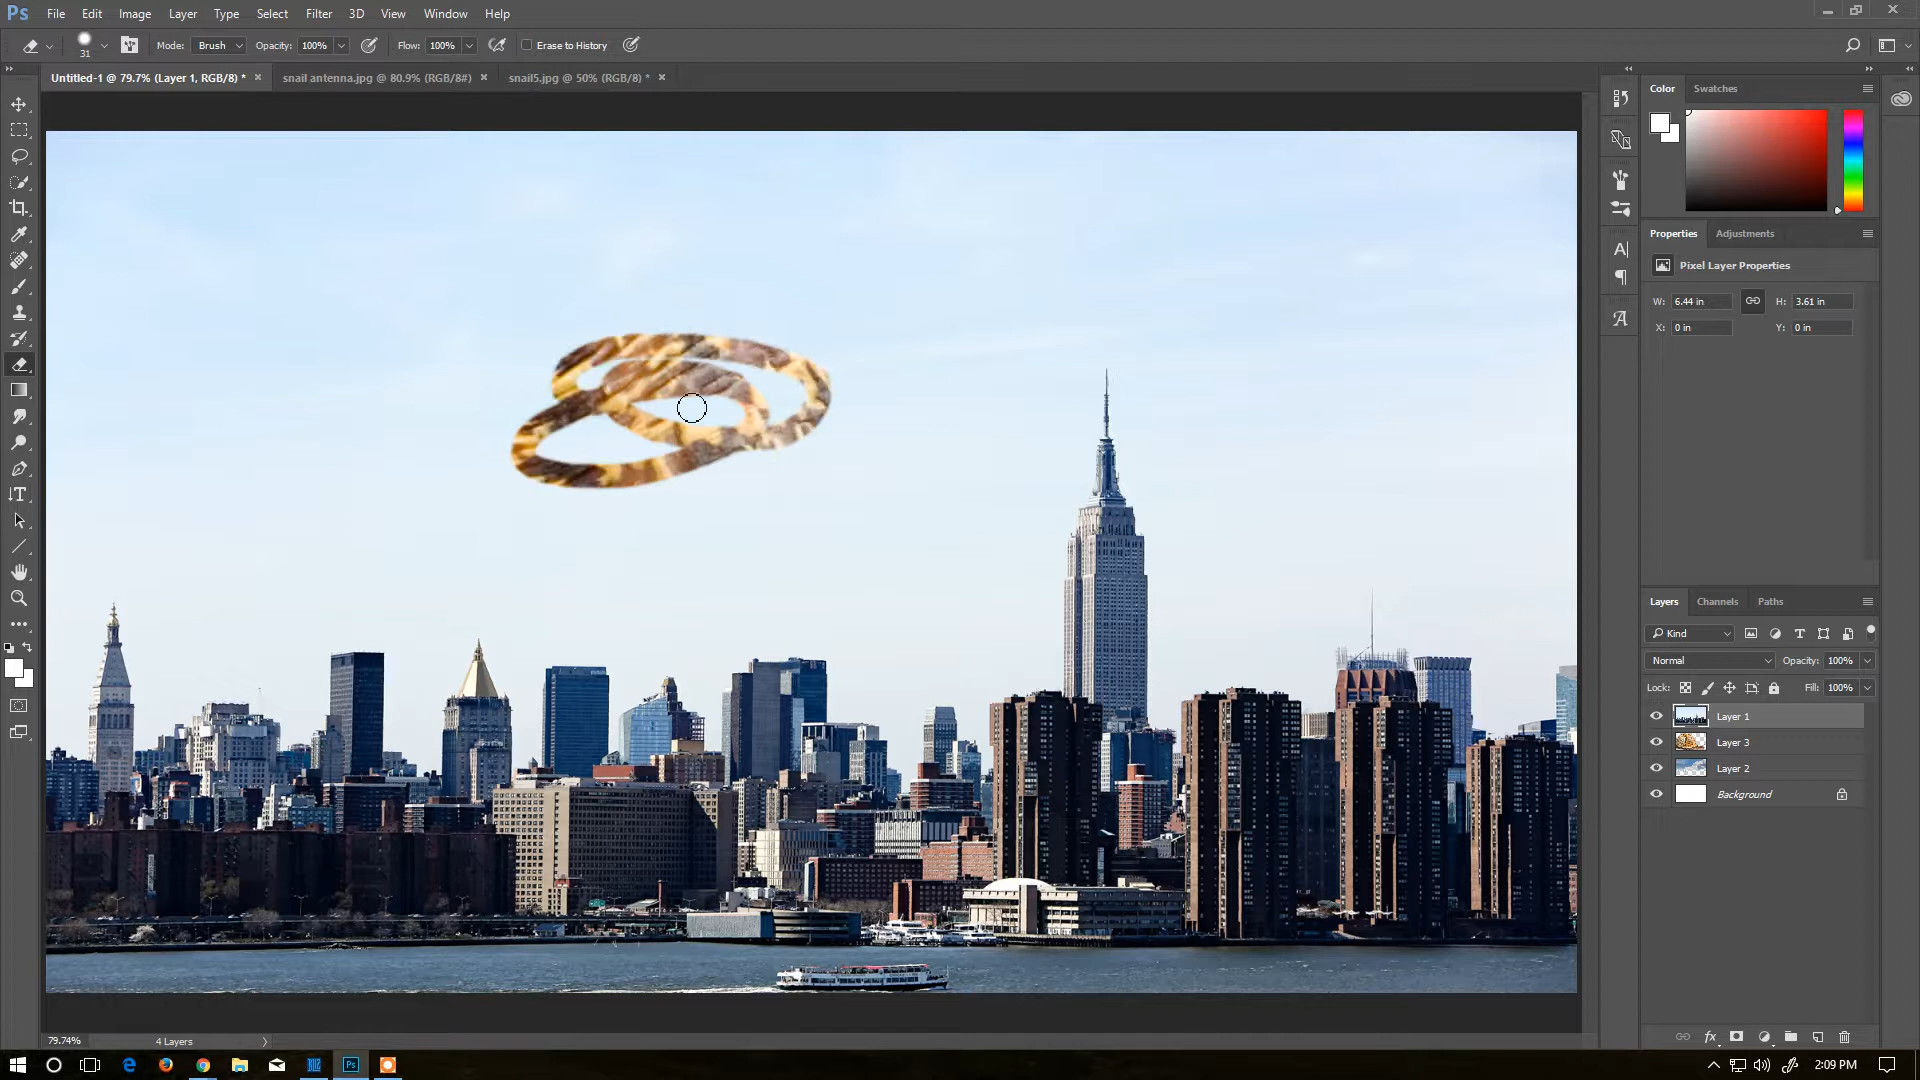 Ps File Edit Image Layer Type Select Filter 3D View Window Help
31 Mode: Brush Opacity: 100% Flow: 100% Erase to History
Untitled-1 @ 79.7% (Layer 1, RGB/8) * × snail antenna.jpg @ 80.9% (RGB/8#) × snail5.jpg @ 50% (RGB/8) * ×
Color Swatches
Properties Adjustments
Pixel Layer Properties
W: 6.44 in H: 3.61 in
X: 0 in Y: 0 in
Layers Channels Paths
Kind
Normal Opacity: 100%
Lock: Fill: 100%
Layer 1
Layer 3
Layer 2
Background
79.74% 4 Layers
Ps 2:09 PM